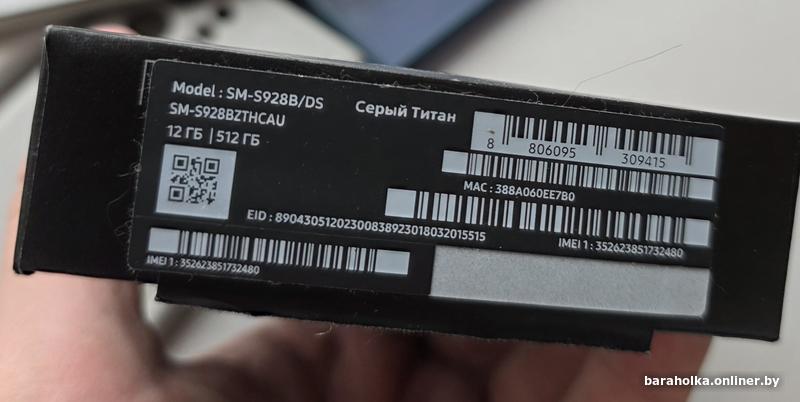 Model : SM-S928B/DS
SM-S928BZTHCAU
12 ГБ | 512 ГБ
Серый Титан
8 806095 309415
MAC : 388A060EE7B0
EID : 89043051202300838923018032015515
IMEI 1 : 352623851732480
IMEI 1 : 352623851732480
baraholka.onliner.by